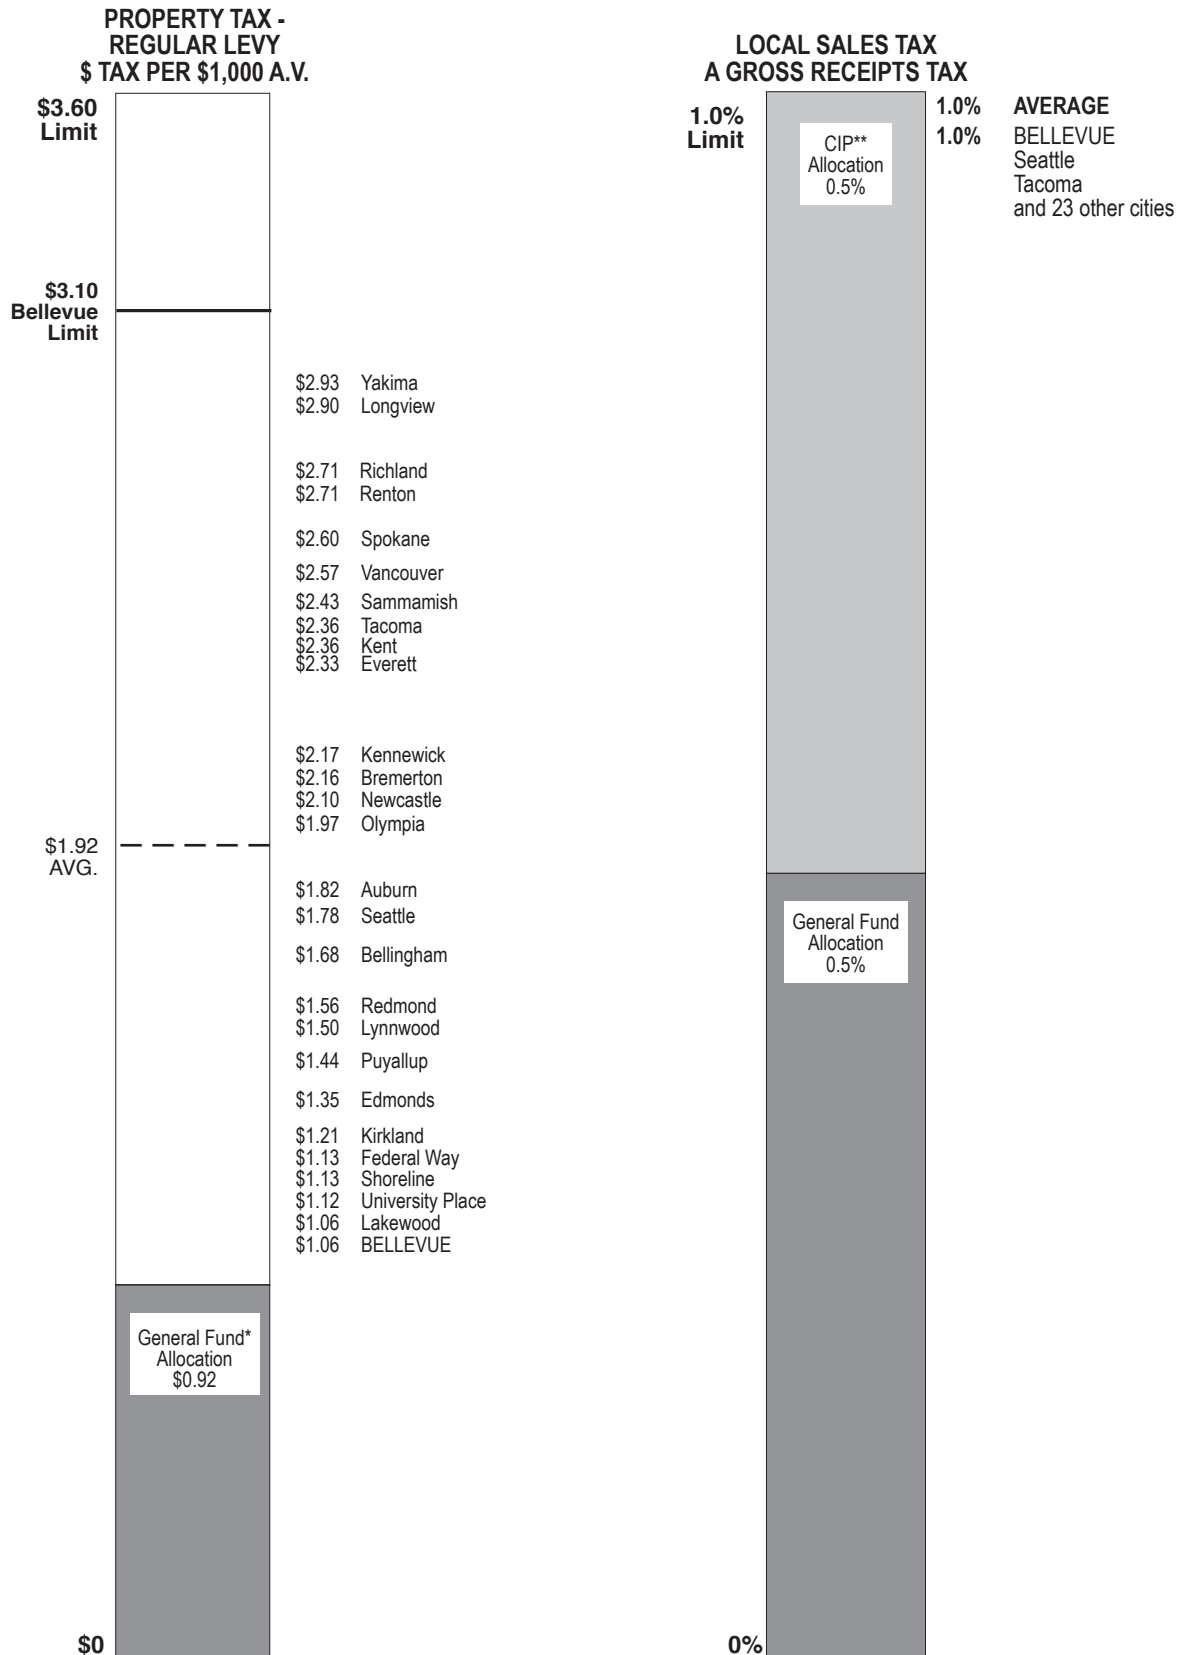 PROPERTY TAX -
REGULAR LEVY
$ TAX PER $1,000 A.V.
$3.60
Limit
$3.10
Bellevue
Limit
$2.93 Yakima
$2.90 Longview
$2.71 Richland
$2.71 Renton
$2.60 Spokane
$2.57 Vancouver
$2.43 Sammamish
$2.36 Tacoma
$2.36 Kent
$2.33 Everett
$2.17 Kennewick
$2.16 Bremerton
$2.10 Newcastle
$1.97 Olympia
$1.92
AVG.
$1.82 Auburn
$1.78 Seattle
$1.68 Bellingham
$1.56 Redmond
$1.50 Lynnwood
$1.44 Puyallup
$1.35 Edmonds
$1.21 Kirkland
$1.13 Federal Way
$1.13 Shoreline
$1.12 University Place
$1.06 Lakewood
$1.06 BELLEVUE
General Fund*
Allocation
$0.92
$0
LOCAL SALES TAX
A GROSS RECEIPTS TAX
1.0%
Limit
CIP**
Allocation
0.5%
1.0% AVERAGE
1.0% BELLEVUE
Seattle
Tacoma
and 23 other cities
General Fund
Allocation
0.5%
0%